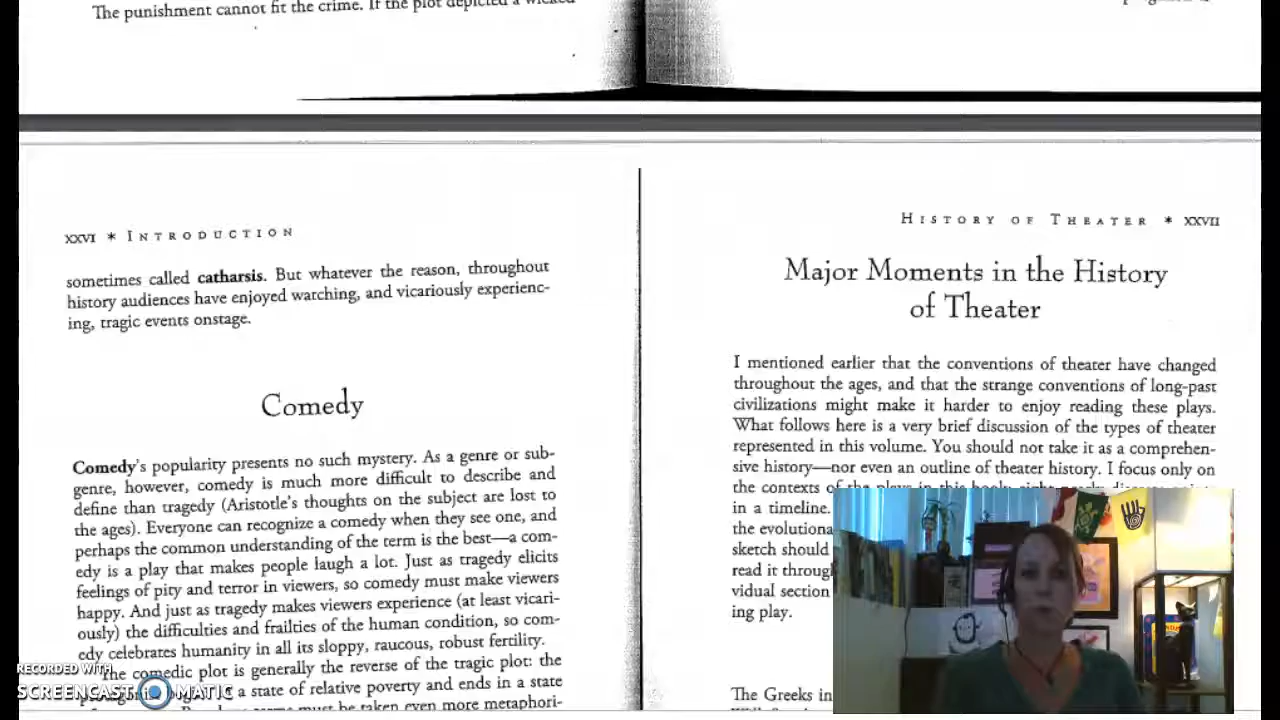 The punishment cannot fit the crime. If the plot depicted a wicked
XXVI * INTRODUCTION
sometimes called catharsis. But whatever the reason, throughout
history audiences have enjoyed watching, and vicariously experienc-
ing, tragic events onstage.
Comedy
Comedy's popularity presents no such mystery. As a genre or sub-
genre, however, comedy is much more difficult to describe and
define than tragedy (Aristotle's thoughts on the subject are lost to
the ages). Everyone can recognize a comedy when they see one, and
perhaps the common understanding of the term is the best—a com-
edy is a play that makes people laugh a lot. Just as tragedy elicits
feelings of pity and terror in viewers, so comedy must make viewers
happy. And just as tragedy makes viewers experience (at least vicari-
ously) the difficulties and frailties of the human condition, so com-
edy celebrates humanity in all its sloppy, raucous, robust fertility.
The comedic plot is generally the reverse of the tragic plot: the
a state of relative poverty and ends in a state
must be taken even more metaphori-
HISTORY OF THEATER * XXVII
Major Moments in the History
of Theater
I mentioned earlier that the conventions of theater have changed
throughout the ages, and that the strange conventions of long-past
civilizations might make it harder to enjoy reading these plays.
What follows here is a very brief discussion of the types of theater
represented in this volume. You should not take it as a comprehen-
sive history—nor even an outline of theater history. I focus only on
the contexts of the plays in this book;
in a timeline.
the evolutiona
sketch should
read it through
vidual section
ing play.
The Greeks in
RECORDED WITH
SCREENCAST MATIC